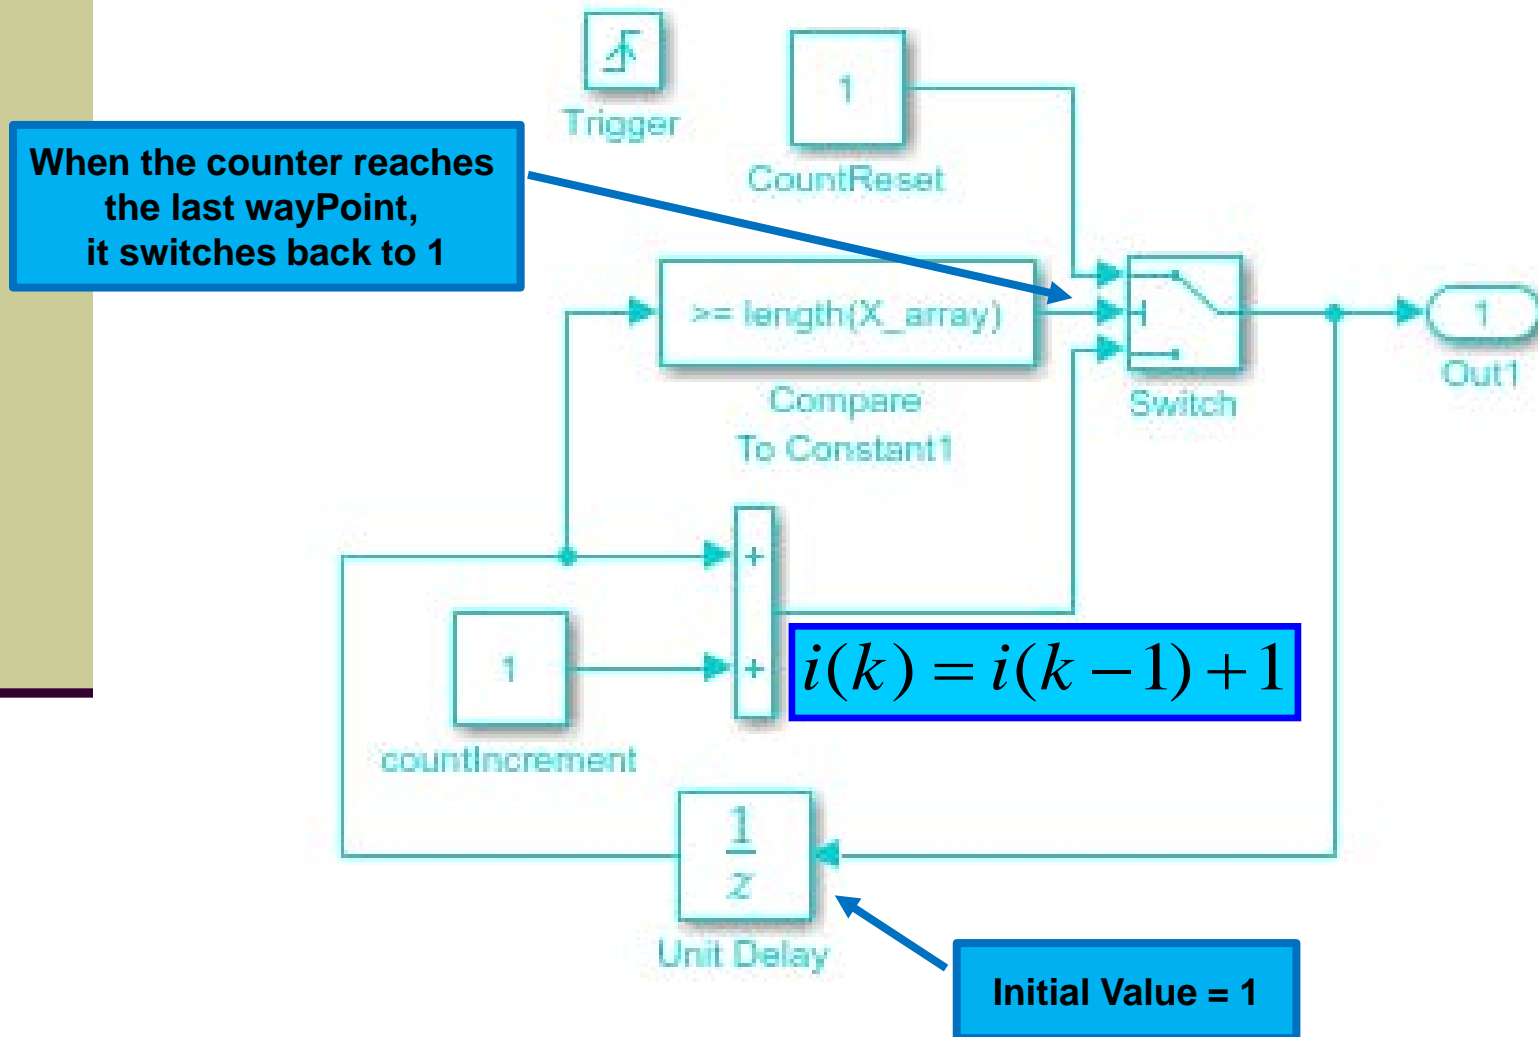 Trigger
1
CountReset
When the counter reaches
the last wayPoint,
it switches back to 1
>= length(X_array)
Compare
To Constant1
Switch
1
Out1
+
+
1
countIncrement
i(k) = i(k − 1) + 1
1
z
Unit Delay
Initial Value = 1